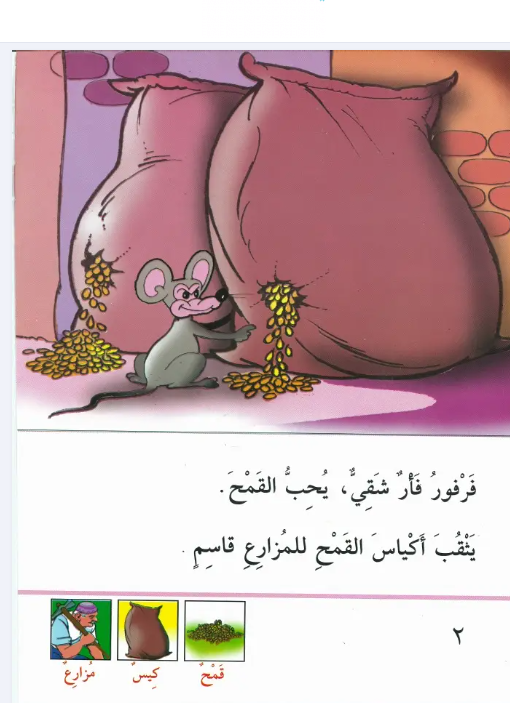 فَرْفورُ فَأْرٌ شَقِيٌّ، يُحِبُّ القَمْحَ.
يَثْقُبَ أَكْياسَ القَمْحِ للمُزارِعِ قاسِمٍ.
٢
قَمْحٌ كِيسٌ مُزارِعٌ